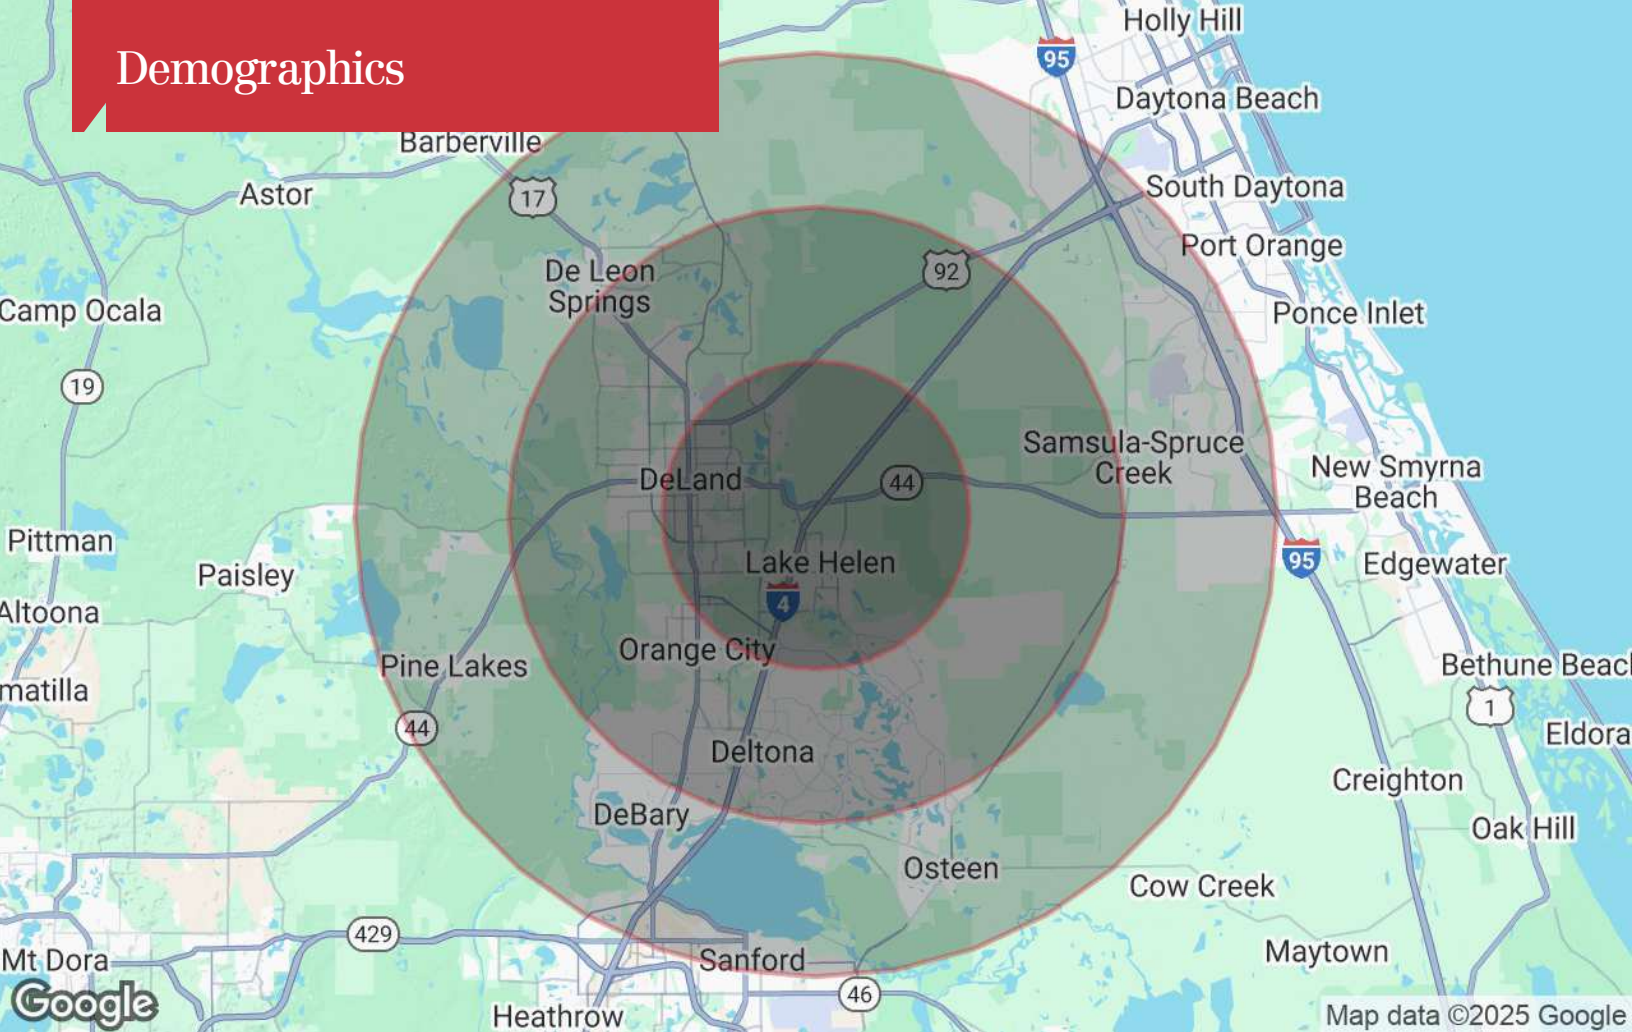 Demographics
Holly Hill
95
Daytona Beach
Barberville
17
Astor
South Daytona
Port Orange
92
De Leon
Springs
Camp Ocala
Ponce Inlet
19
Samsula-Spruce
Creek
New Smyrna
Beach
DeLand
44
Pittman
Lake Helen
95
Edgewater
Paisley
4
Altoona
Orange City
Pine Lakes
Bethune Beac
matilla
1
44
Eldora
Deltona
Creighton
DeBary
Oak Hill
Osteen
Cow Creek
429
Maytown
Mt Dora
Sanford
46
Google
Heathrow
Map data ©2025 Google